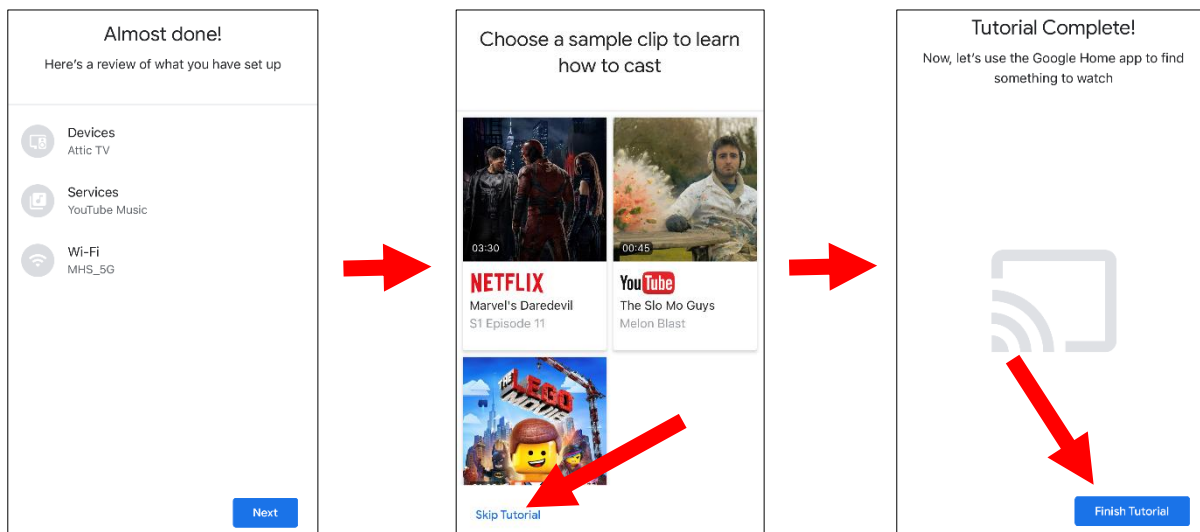 Almost done!
Here's a review of what you have set up
Devices
Attic TV
Services
YouTube Music
Wi-Fi
MHS_5G
Next
Choose a sample clip to learn
how to cast
03:30
00:45
NETFLIX
Marvel's Daredevil
S1 Episode 11
YouTube
The Slo Mo Guys
Melon Blast
THE
LEGO
MOVIE
Skip Tutorial
Tutorial Complete!
Now, let's use the Google Home app to find
something to watch
Finish Tutorial